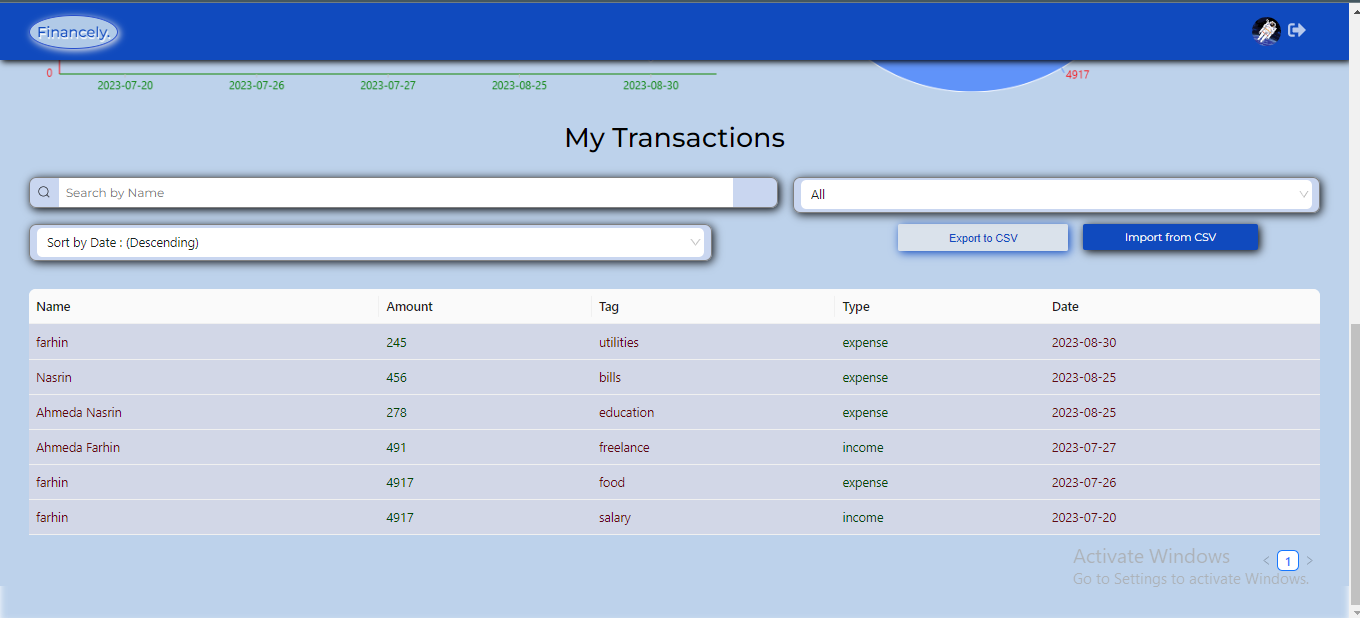 Financely.
0
4917
2023-07-20 2023-07-26 2023-07-27 2023-08-25 2023-08-30
My Transactions
Search by Name
All
Sort by Date : (Descending)
Export to CSV
Import from CSV
Name Amount Tag Type Date
farhin 245 utilities expense 2023-08-30
Nasrin 456 bills expense 2023-08-25
Ahmeda Nasrin 278 education expense 2023-08-25
Ahmeda Farhin 491 freelance income 2023-07-27
farhin 4917 food expense 2023-07-26
farhin 4917 salary income 2023-07-20
Activate Windows
< 1 >
Go to Settings to activate Windows.